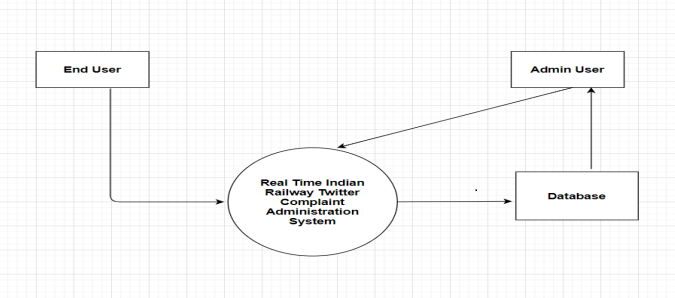 End User
Admin User
Real Time Indian
Railway Twitter
Complaint
Administration
System
Database